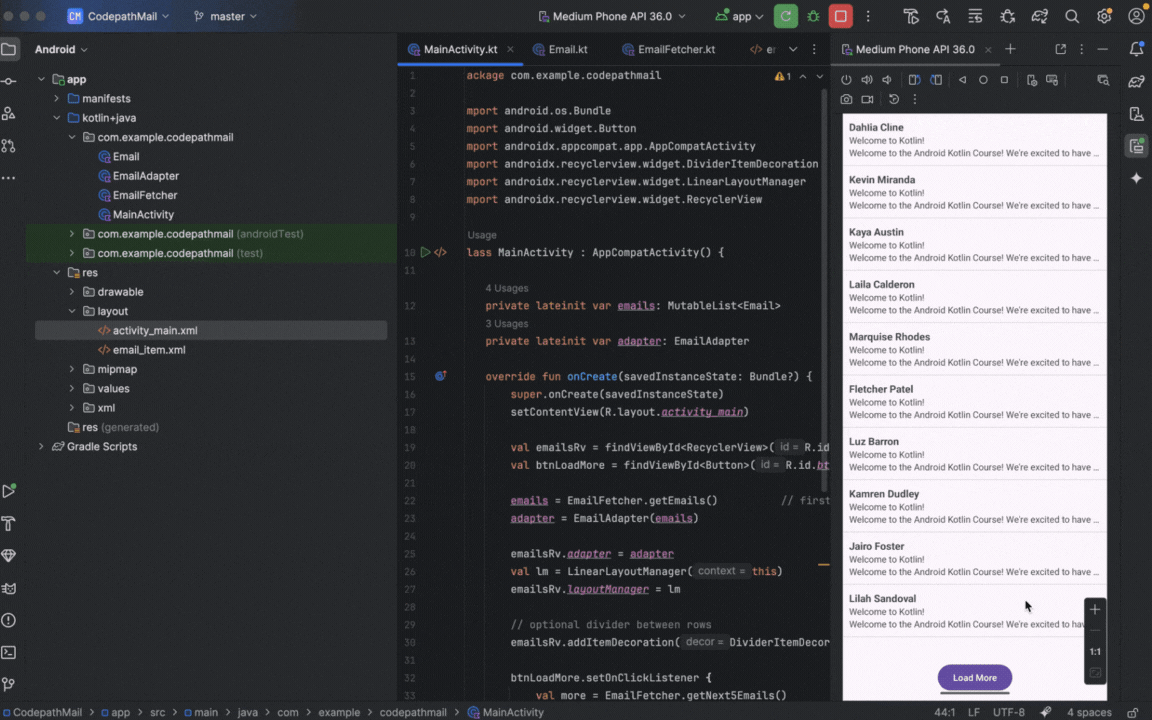 CM CodepathMail master Medium Phone API 36.0 app
Android
app
manifests
kotlin+java
com.example.codepathmail
Email
EmailAdapter
EmailFetcher
MainActivity
com.example.codepathmail (androidTest)
com.example.codepathmail (test)
res
drawable
layout
activity_main.xml
email_item.xml
mipmap
values
xml
res (generated)
Gradle Scripts
MainActivity.kt Email.kt EmailFetcher.kt er
1 ackage com.example.codepathmail 1
2
3 mport android.os.Bundle
4 mport android.widget.Button
5 mport androidx.appcompat.app.AppCompatActivity
6 mport androidx.recyclerview.widget.DividerItemDecoration
7 mport androidx.recyclerview.widget.LinearLayoutManager
8 mport androidx.recyclerview.widget.RecyclerView
9
Usage
10 lass MainActivity : AppCompatActivity() {
11
4 Usages
12 private lateinit var emails: MutableList<Email>
3 Usages
13 private lateinit var adapter: EmailAdapter
14
15 override fun onCreate(savedInstanceState: Bundle?) {
16 super.onCreate(savedInstanceState)
17 setContentView(R.layout.activity_main)
18
19 val emailsRv = findViewById<RecyclerView>( id = R.id
20 val btnLoadMore = findViewById<Button>( id = R.id.bt
21
22 emails = EmailFetcher.getEmails() // first
23 adapter = EmailAdapter(emails)
24
25 emailsRv.adapter = adapter
26 val lm = LinearLayoutManager( context = this)
27 emailsRv.layoutManager = lm
28
29 // optional divider between rows
30 emailsRv.addItemDecoration( decor = DividerItemDecor
31
32 btnLoadMore.setOnClickListener {
33 val more = EmailFetcher.getNext5Emails()
Medium Phone API 36.0
Dahlia Cline
Welcome to Kotlin!
Welcome to the Android Kotlin Course! We're excited to have ...
Kevin Miranda
Welcome to Kotlin!
Welcome to the Android Kotlin Course! We're excited to have ...
Kaya Austin
Welcome to Kotlin!
Welcome to the Android Kotlin Course! We're excited to have ...
Laila Calderon
Welcome to Kotlin!
Welcome to the Android Kotlin Course! We're excited to have ...
Marquise Rhodes
Welcome to Kotlin!
Welcome to the Android Kotlin Course! We're excited to have ...
Fletcher Patel
Welcome to Kotlin!
Welcome to the Android Kotlin Course! We're excited to have ...
Luz Barron
Welcome to Kotlin!
Welcome to the Android Kotlin Course! We're excited to have ...
Kamren Dudley
Welcome to Kotlin!
Welcome to the Android Kotlin Course! We're excited to have ...
Jairo Foster
Welcome to Kotlin!
Welcome to the Android Kotlin Course! We're excited to have ...
Lilah Sandoval
Welcome to Kotlin!
Welcome to the Android Kotlin Course! We're excited to hav
1:1
Load More
CodepathMail > app > src > main > java > com > example > codepathmail > MainActivity 44:1 LF UTF-8 4 spaces